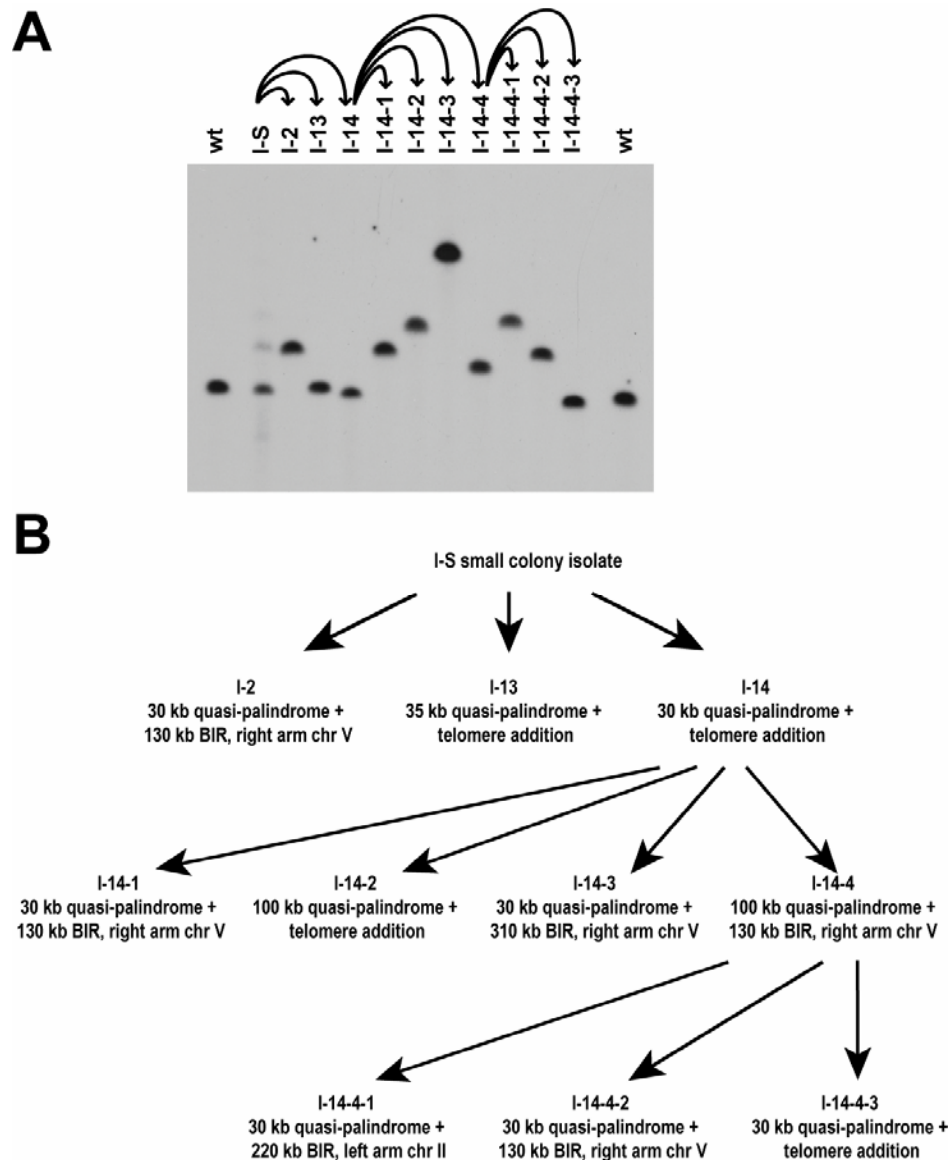 A
wt
I-S
I-2
I-13
I-14
I-14-1
I-14-2
I-14-3
I-14-4
I-14-4-1
I-14-4-2
I-14-4-3
wt
B
I-S small colony isolate
I-2
30 kb quasi-palindrome +
130 kb BIR, right arm chr V
I-13
35 kb quasi-palindrome +
telomere addition
I-14
30 kb quasi-palindrome +
telomere addition
I-14-1
30 kb quasi-palindrome +
130 kb BIR, right arm chr V
I-14-2
100 kb quasi-palindrome +
telomere addition
I-14-3
30 kb quasi-palindrome +
310 kb BIR, right arm chr V
I-14-4
100 kb quasi-palindrome +
130 kb BIR, right arm chr V
I-14-4-1
30 kb quasi-palindrome +
220 kb BIR, left arm chr II
I-14-4-2
30 kb quasi-palindrome +
130 kb BIR, right arm chr V
I-14-4-3
30 kb quasi-palindrome +
telomere addition